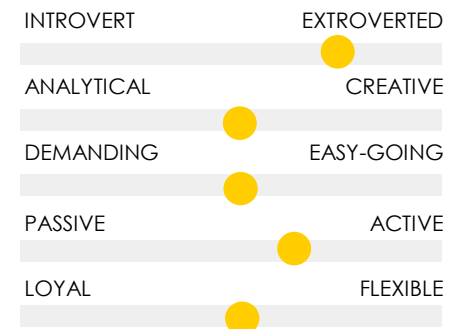 INTROVERT EXTROVERTED
ANALYTICAL CREATIVE
DEMANDING EASY-GOING
PASSIVE ACTIVE
LOYAL FLEXIBLE